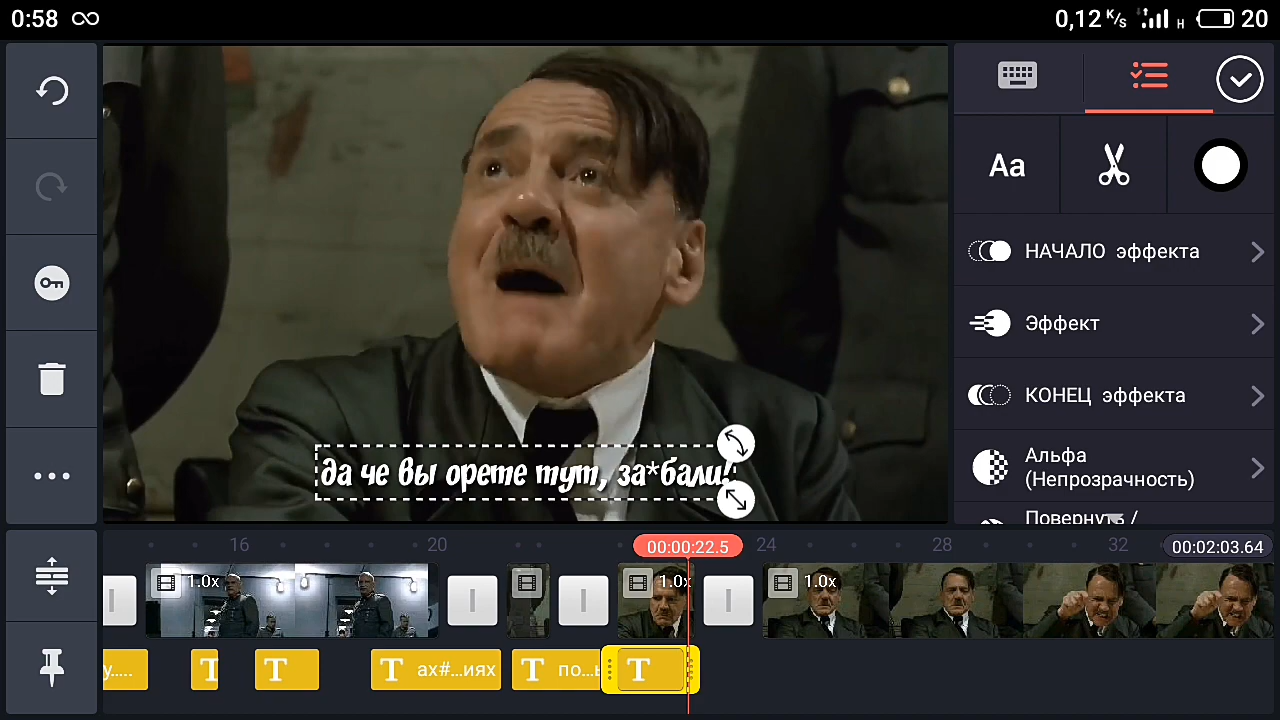 0:58
0,12 K/s H 20
Aa
НАЧАЛО эффекта
Эффект
КОНЕЦ эффекта
Альфа
(Непрозрачность)
Повернуть /
да че вы орете тут, за*бали!
16 20 00:00:22.5 24 28 32 00:02:03.64
1.0x 1.0x 1.0x
у..... T T T ах#...иях T по...ь T